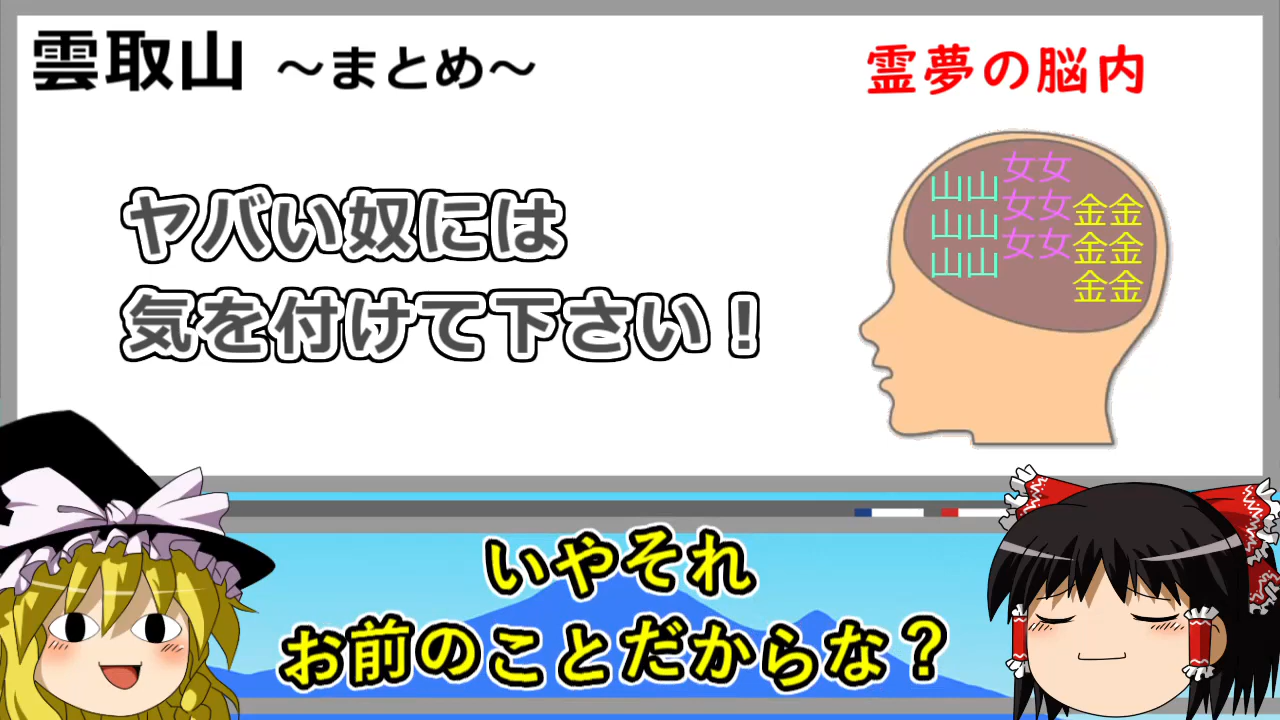 雲取山 ～まとめ～
霊夢の脳内
ヤバい奴には
気を付けて下さい！
女女
山山 女女 金金
山山 女女 金金
山山 金金
いやそれ
お前のことだからな？